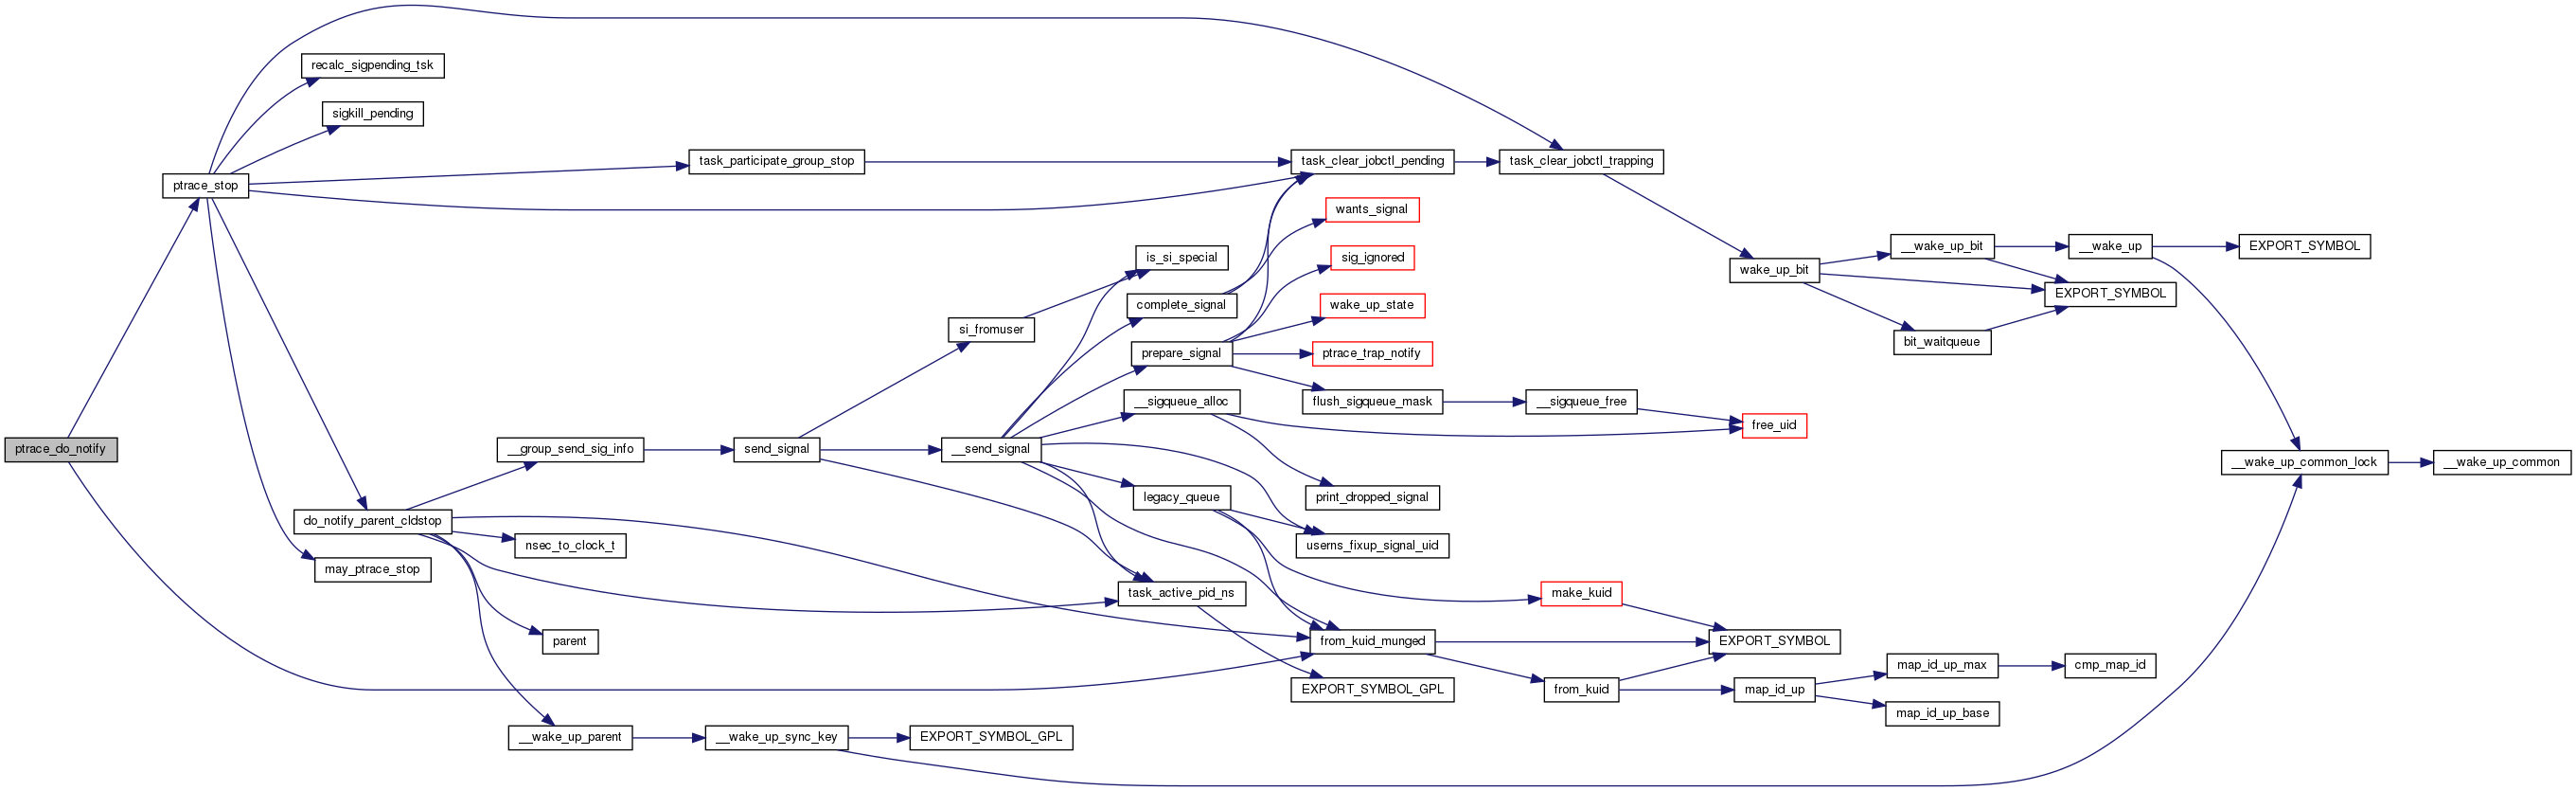 recalc_sigpending_tsk
sigkill_pending
task_participate_group_stop
task_clear_jobctl_pending
task_clear_jobctl_trapping
ptrace_stop
wants_signal
is_si_special
sig_ignored
__wake_up_bit
__wake_up
EXPORT_SYMBOL
wake_up_bit
EXPORT_SYMBOL
complete_signal
wake_up_state
si_fromuser
bit_waitqueue
prepare_signal
ptrace_trap_notify
__sigqueue_alloc
flush_sigqueue_mask
__sigqueue_free
free_uid
ptrace_do_notify
__group_send_sig_info
send_signal
__send_signal
__wake_up_common_lock
__wake_up_common
legacy_queue
print_dropped_signal
do_notify_parent_cldstop
nsec_to_clock_t
userns_fixup_signal_uid
may_ptrace_stop
task_active_pid_ns
make_kuid
parent
from_kuid_munged
EXPORT_SYMBOL
map_id_up_max
cmp_map_id
EXPORT_SYMBOL_GPL
from_kuid
map_id_up
map_id_up_base
__wake_up_parent
__wake_up_sync_key
EXPORT_SYMBOL_GPL